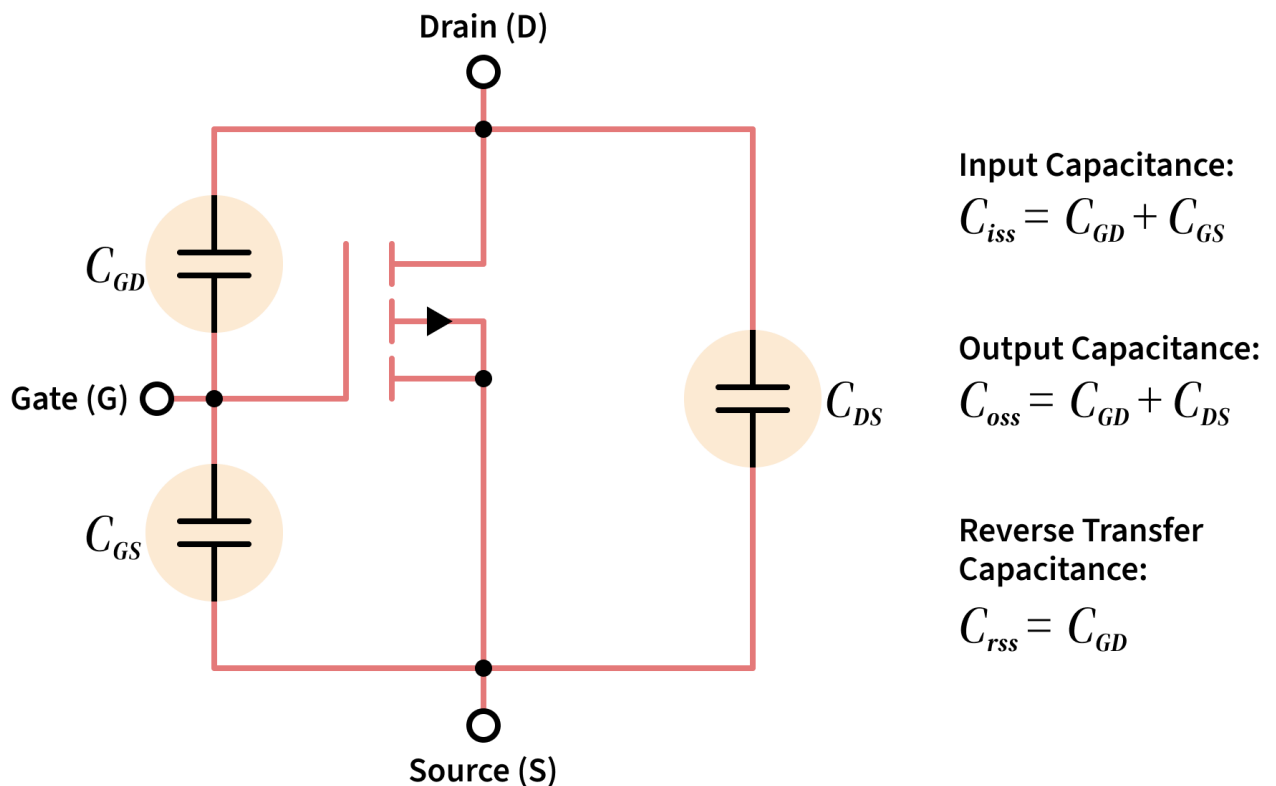 Drain (D)
C_GD
Gate (G)
C_GS
C_DS
Source (S)
Input Capacitance:
C_iss = C_GD + C_GS
Output Capacitance:
C_oss = C_GD + C_DS
Reverse Transfer
Capacitance:
C_rss = C_GD